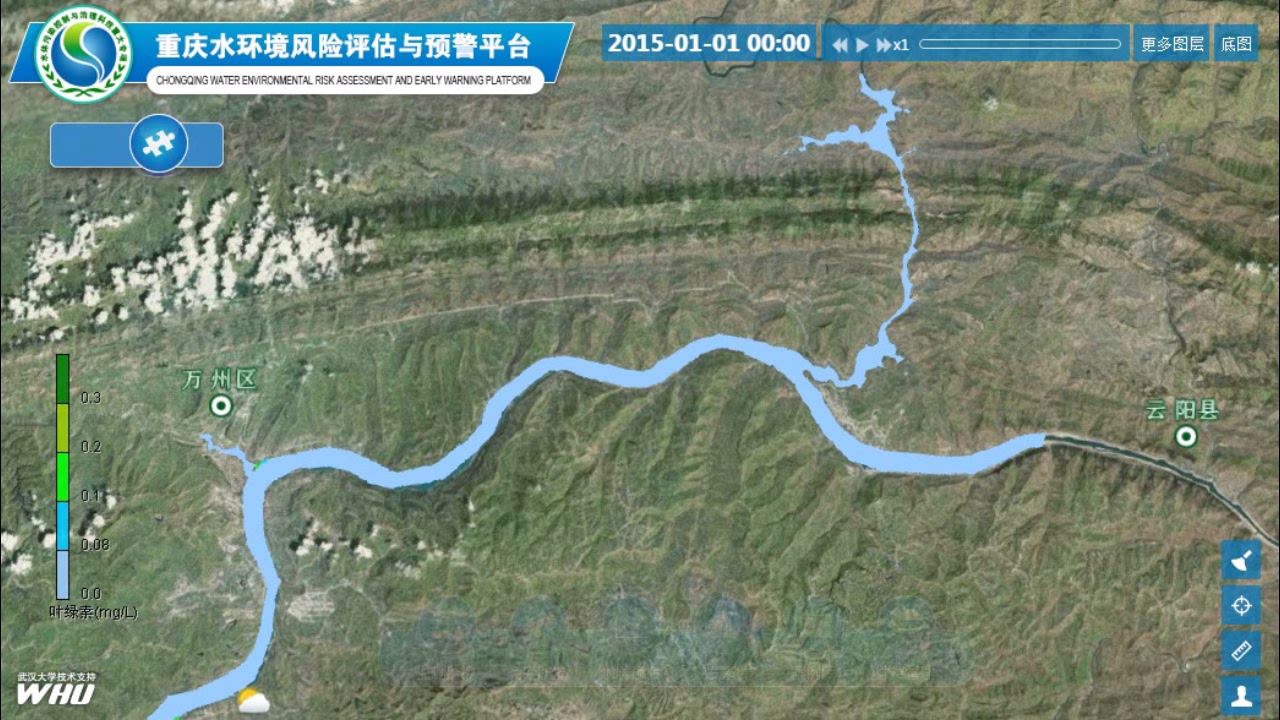 重庆水环境风险评估与预警平台
CHONGQING WATER ENVIRONMENTAL RISK ASSESSMENT AND EARLY WARNING PLATFORM
2015-01-01 00:00
x1
更多图层
底图
万州区
云阳县
0.3
0.2
0.1
0.08
0.0
叶绿素(mg/L)
武汉大学技术支持
WHU